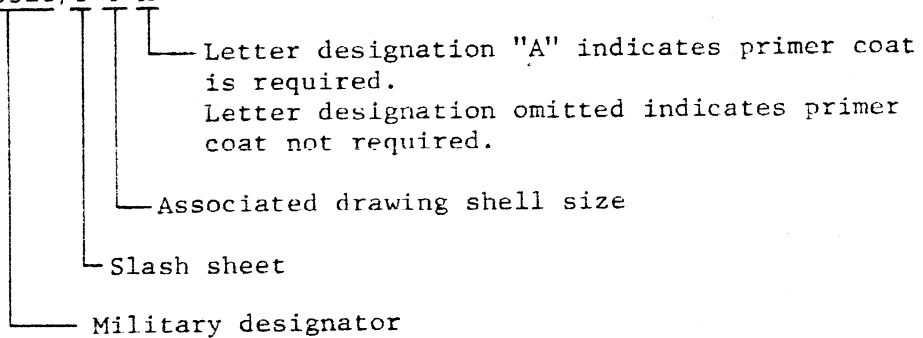 Letter designation "A" indicates primer coat
is required.
Letter designation omitted indicates primer
coat not required.
Associated drawing shell size
Slash sheet
Military designator